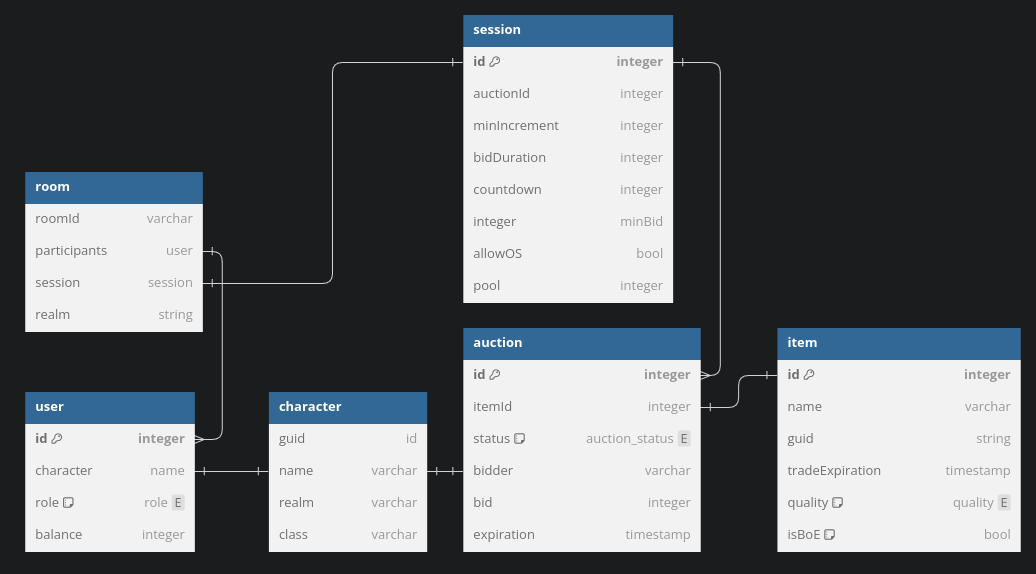 session
id integer
auctionId integer
minIncrement integer
bidDuration integer
countdown integer
integer minBid
allowOS bool
pool integer
room
roomId varchar
participants user
session session
realm string
user
id integer
character name
role role E
balance integer
character
guid id
name varchar
realm varchar
class varchar
auction
id integer
itemId integer
status auction_status E
bidder varchar
bid integer
expiration timestamp
item
id integer
name varchar
guid string
tradeExpiration timestamp
quality quality E
isBoE bool